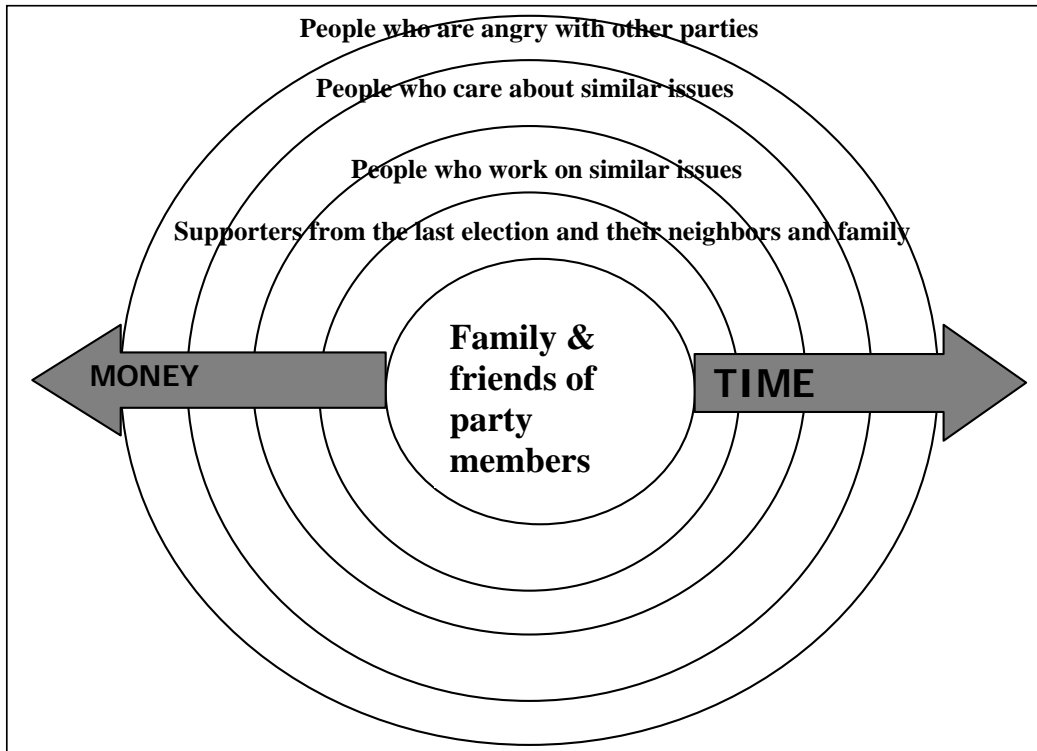 People who are angry with other parties
People who care about similar issues
People who work on similar issues
Supporters from the last election and their neighbors and family
Family &
friends of
party
members
MONEY
TIME